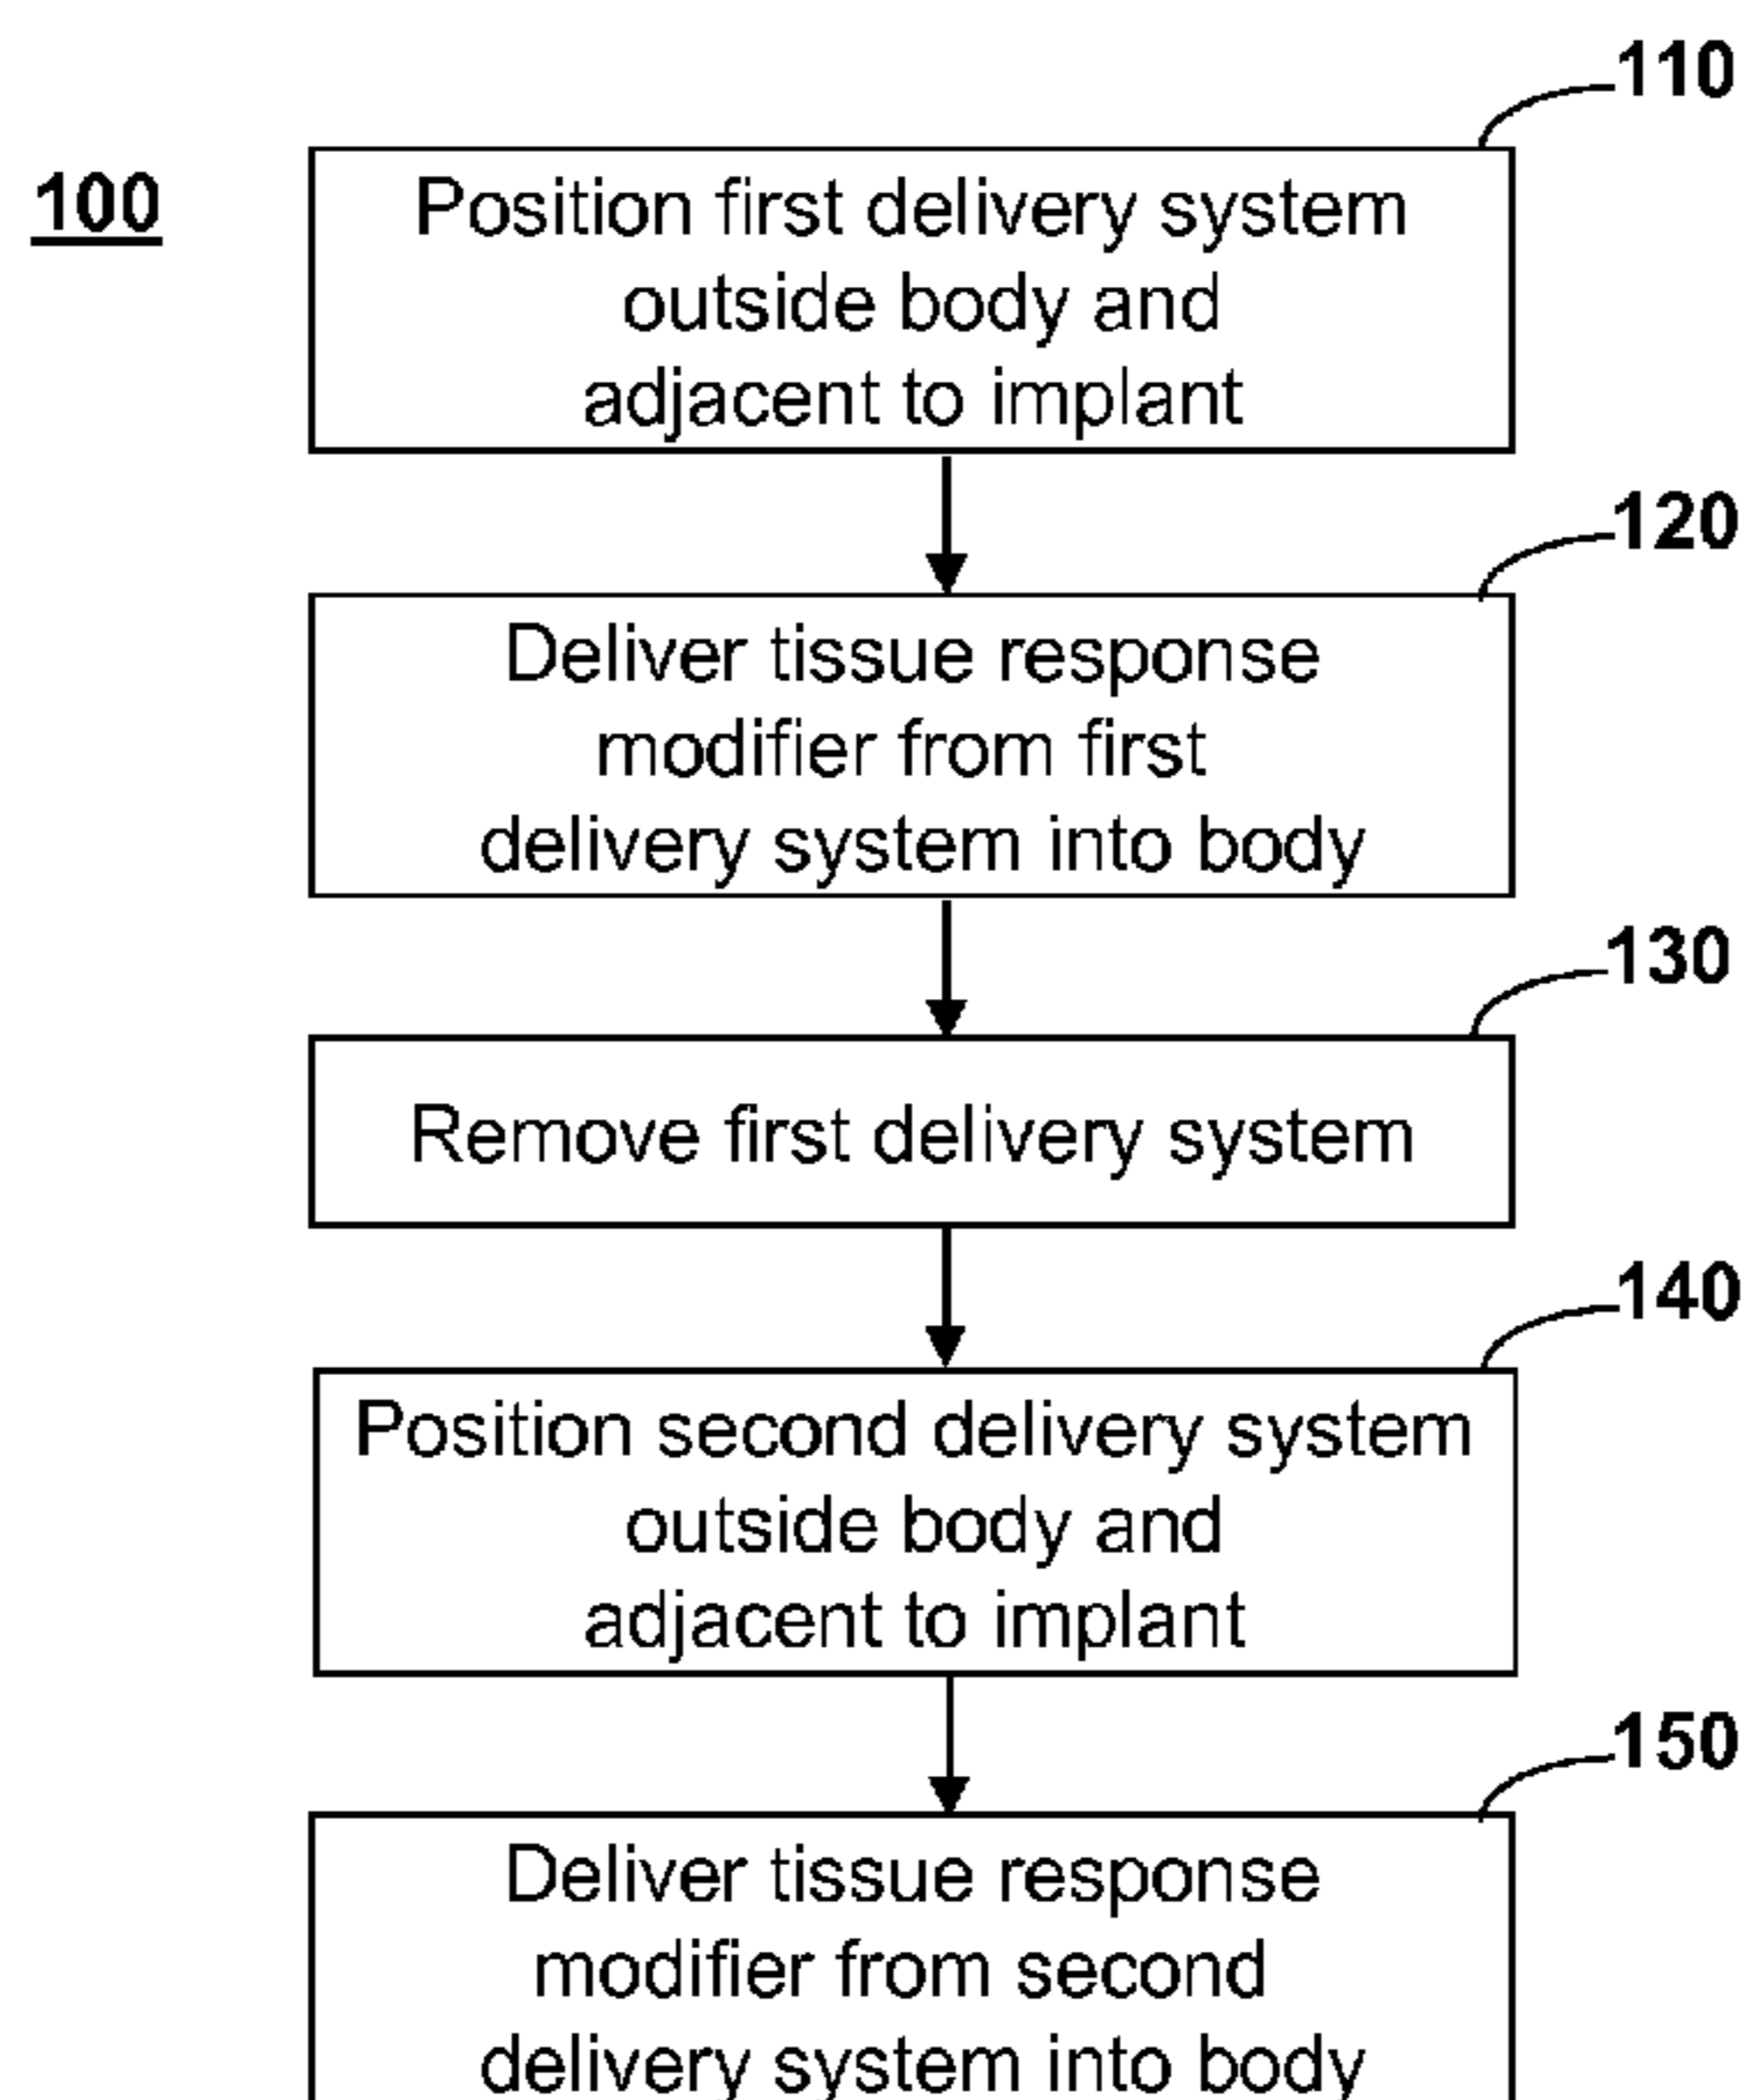 110
100
Position first delivery system
outside body and
adjacent to implant
120
Deliver tissue response
modifier from first
delivery system into body
130
Remove first delivery system
140
Position second delivery system
outside body and
adjacent to implant
150
Deliver tissue response
modifier from second
delivery system into body